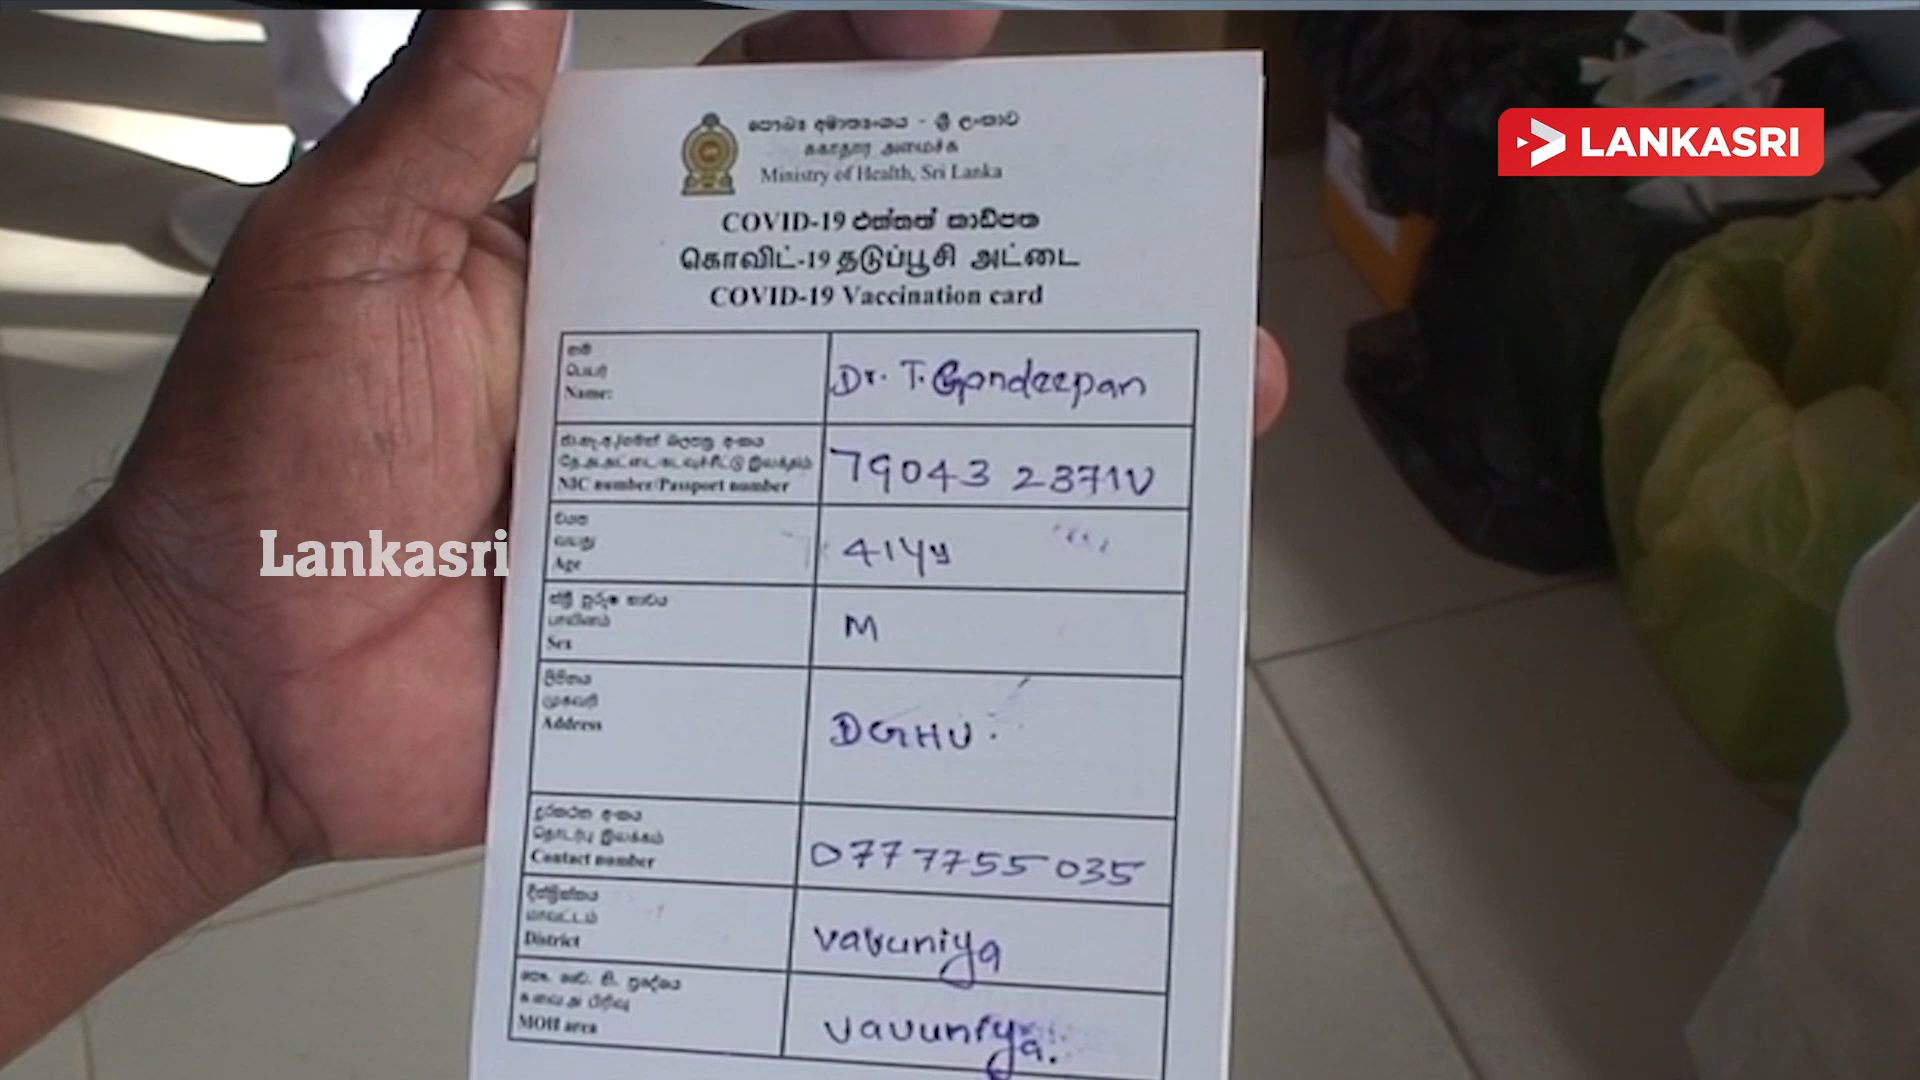 LANKASRI
Lankasri
සෞඛ්‍ය අමාත්‍යංශය - ශ්‍රී ලංකාව
சுகாதார அமைச்சு
Ministry of Health, Sri Lanka
COVID-19 එන්නත් කාඩ්පත
கொவிட்-19 தடுப்பூசி அட்டை
COVID-19 Vaccination card
නම
பெயர்
Name:
Dr. T. Gpndeepan
ජා.හැ.අ./ගමන් බලපත්‍ර අංකය
தே.அ.அட்டை/கடவுச்சீட்டு இலக்கம்
NIC number/Passport number
79043 2371V
වයස
வயது
Age
41yy
ස්ත්‍රී පුරුෂ භාවය
பாலினம்
Sex
M
ලිපිනය
முகவரி
Address
DGHV.
දුරකථන අංකය
தொடர்பு இலக்கம்
Contact number
0777755035
දිස්ත්‍රික්කය
மாவட்டம்
District
Vavuniya
සෞ. වෛ. නි. ප්‍රදේශය
சு.வை.அ பிரிவு
MOH area
Vavuniya.